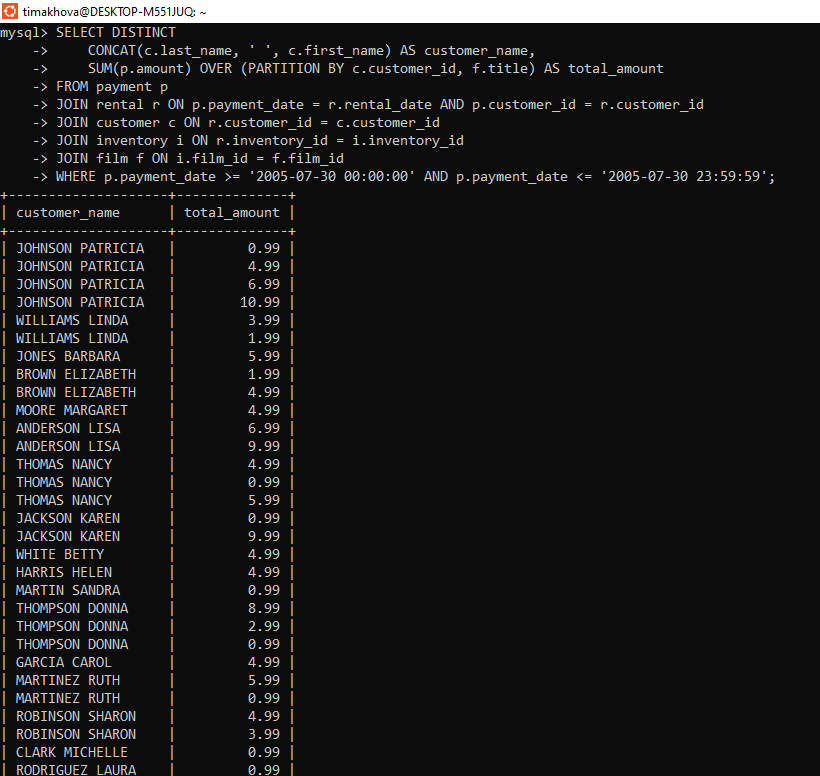 timakhova@DESKTOP-M551JUQ: ~
mysql> SELECT DISTINCT
    ->     CONCAT(c.last_name, ' ', c.first_name) AS customer_name,
    ->     SUM(p.amount) OVER (PARTITION BY c.customer_id, f.title) AS total_amount
    -> FROM payment p
    -> JOIN rental r ON p.payment_date = r.rental_date AND p.customer_id = r.customer_id
    -> JOIN customer c ON r.customer_id = c.customer_id
    -> JOIN inventory i ON r.inventory_id = i.inventory_id
    -> JOIN film f ON i.film_id = f.film_id
    -> WHERE p.payment_date >= '2005-07-30 00:00:00' AND p.payment_date <= '2005-07-30 23:59:59';
+--------------------+--------------+
| customer_name      | total_amount |
+--------------------+--------------+
| JOHNSON PATRICIA   |         0.99 |
| JOHNSON PATRICIA   |         4.99 |
| JOHNSON PATRICIA   |         6.99 |
| JOHNSON PATRICIA   |        10.99 |
| WILLIAMS LINDA     |         3.99 |
| WILLIAMS LINDA     |         1.99 |
| JONES BARBARA      |         5.99 |
| BROWN ELIZABETH    |         1.99 |
| BROWN ELIZABETH    |         4.99 |
| MOORE MARGARET     |         4.99 |
| ANDERSON LISA      |         6.99 |
| ANDERSON LISA      |         9.99 |
| THOMAS NANCY       |         4.99 |
| THOMAS NANCY       |         0.99 |
| THOMAS NANCY       |         5.99 |
| JACKSON KAREN      |         0.99 |
| JACKSON KAREN      |         9.99 |
| WHITE BETTY        |         4.99 |
| HARRIS HELEN       |         4.99 |
| MARTIN SANDRA      |         0.99 |
| THOMPSON DONNA     |         8.99 |
| THOMPSON DONNA     |         2.99 |
| THOMPSON DONNA     |         0.99 |
| GARCIA CAROL       |         4.99 |
| MARTINEZ RUTH      |         5.99 |
| MARTINEZ RUTH      |         0.99 |
| ROBINSON SHARON    |         4.99 |
| ROBINSON SHARON    |         3.99 |
| CLARK MICHELLE     |         0.99 |
| RODRIGUEZ LAURA    |         0.99 |